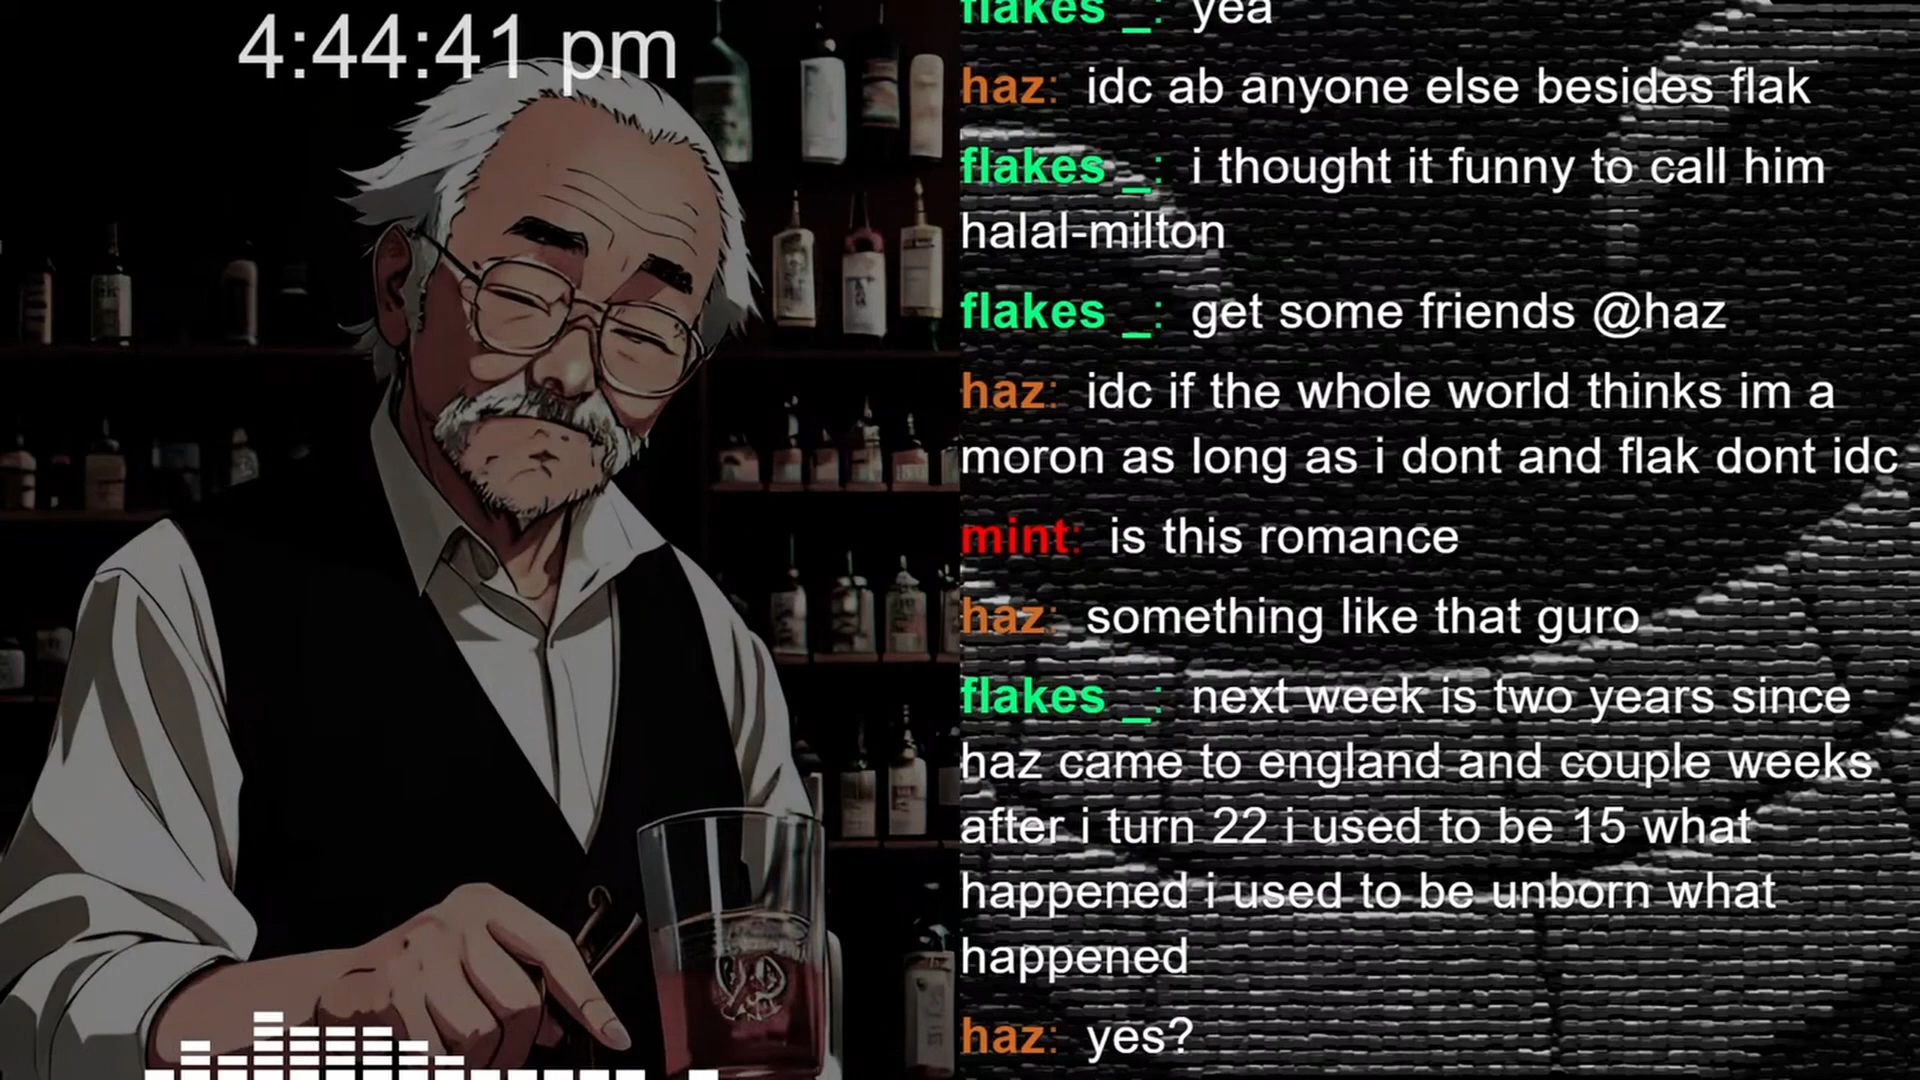 4:44:41 pm
flakes _: yea
haz: idc ab anyone else besides flak
flakes _: i thought it funny to call him
halal-milton
flakes _: get some friends @haz
haz: idc if the whole world thinks im a
moron as long as i dont and flak dont idc
mint: is this romance
haz: something like that guro
flakes _: next week is two years since
haz came to england and couple weeks
after i turn 22 i used to be 15 what
happened i used to be unborn what
happened
haz: yes?